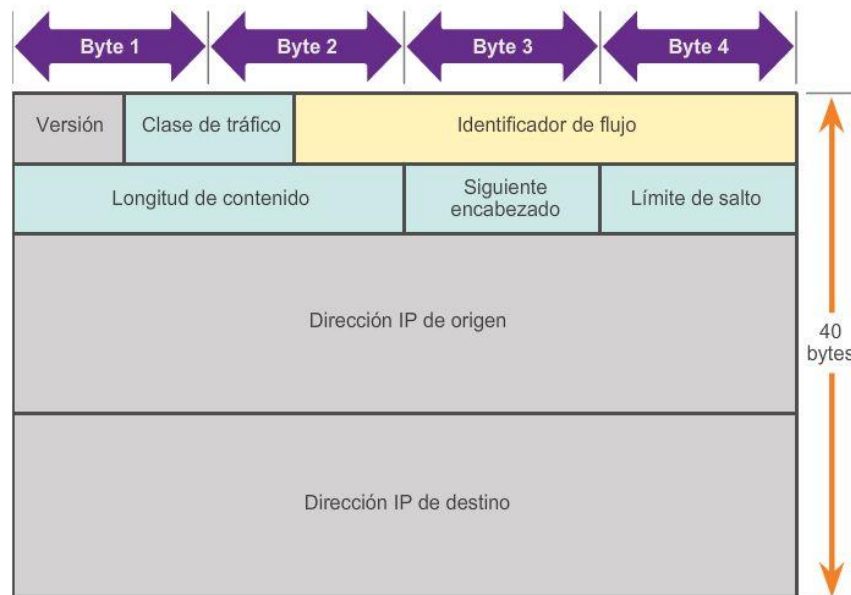 Byte 1
Byte 2
Byte 3
Byte 4
Versión
Clase de tráfico
Identificador de flujo
Longitud de contenido
Siguiente
encabezado
Límite de salto
Dirección IP de origen
40
bytes
Dirección IP de destino